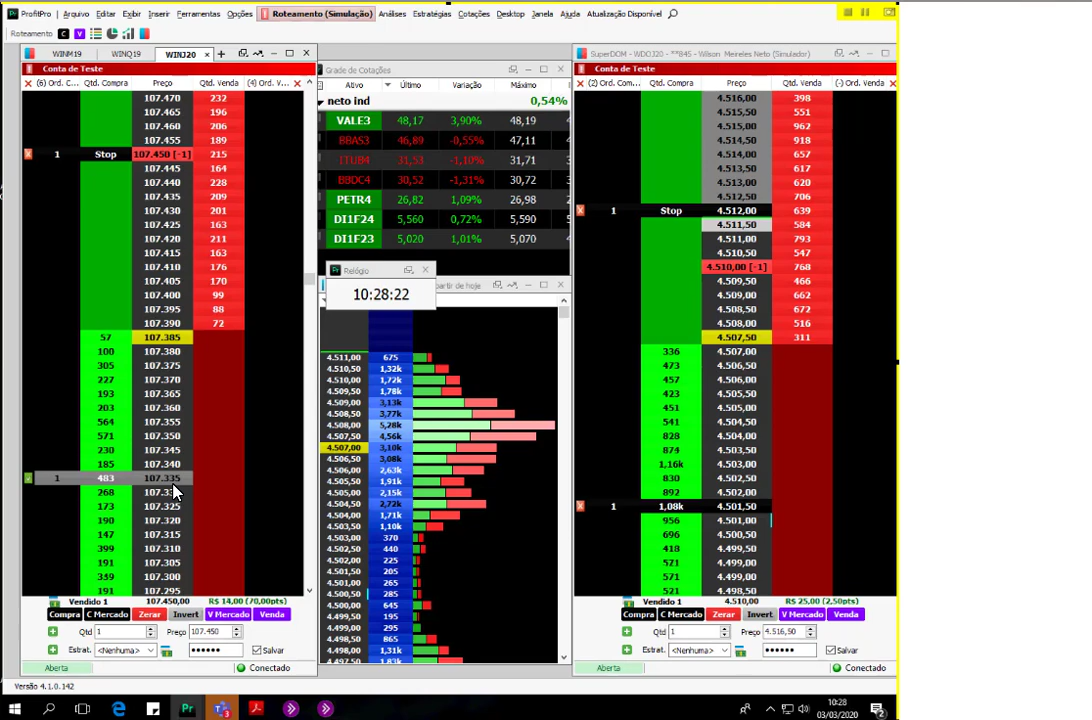 ProfitPro Arquivo Editar Exibir Inserir Ferramentas Opções Roteamento (Simulação) Análises Estratégias Cotações Desktop Janela Ajuda Atualização Disponível
Roteamento C V
WINM19 WINQ19 WINJ20
Conta de Teste
(6) Ord. C... Qtd. Compra Preço Qtd. Venda (4) Ord. V...
107.470 232
107.465 196
107.460 206
107.455 189
1 Stop 107.450 [-1] 215
107.445 164
107.440 228
107.435 209
107.430 201
107.425 163
107.420 211
107.415 163
107.410 176
107.405 170
107.400 99
107.395 88
107.390 72
57 107.385
100 107.380
305 107.375
227 107.370
193 107.365
203 107.360
564 107.355
571 107.350
230 107.345
185 107.340
1 483 107.335
268
173 107.325
190 107.320
147 107.315
399 107.310
191 107.305
359 107.300
191 107.295
Vendido 1 107.450,00 R$ 14,00 (70,00pts)
Compra C Mercado Zerar Invert V Mercado Venda
Qtd 1 Preço 107.450
Estrat. <Nenhuma> •••••• Salvar
Aberta Conectado
Grade de Cotações
Ativo Último Variação Máximo
neto ind 0,54%
VALE3 48,17 3,90% 48,19
BBAS3 46,89 -0,55% 47,11
ITUB4 31,53 -1,10% 31,71
BBDC4 30,52 -1,31% 30,72
PETR4 26,82 1,09% 26,98
DI1F24 5,560 0,72% 5,590
DI1F23 5,020 1,01% 5,070
Relógio
10:28:22
partir de hoje
4.511,00 675
4.510,50 1,32k
4.510,00 1,72k
4.509,50 1,78k
4.509,00 3,13k
4.508,50 3,77k
4.508,00 5,28k
4.507,50 4,56k
4.507,00 3,10k
4.506,50 3,08k
4.506,00 2,63k
4.505,50 1,91k
4.505,00 2,15k
4.504,50 2,72k
4.504,00 1,71k
4.503,50 1,10k
4.503,00 370
4.502,50 440
4.502,00 225
4.501,50 205
4.501,00 265
4.500,50 285
4.500,00 645
4.499,50 195
4.499,00 295
4.498,50 865
4.498,00 1,31k
4.497,50 1,83k
SuperDOM - WDO320 - **845 - Wilson Meireles Neto (Simulador)
Conta de Teste
(2) Ord. Com... Qtd. Compra Preço Qtd. Venda (-) Ord. Ven...
4.516,00 398
4.515,50 551
4.515,00 962
4.514,50 918
4.514,00 657
4.513,50 617
4.513,00 620
4.512,50 706
1 Stop 4.512,00 639
4.511,50 584
4.511,00 793
4.510,50 547
4.510,00 [-1] 768
4.509,50 466
4.509,00 662
4.508,50 672
4.508,00 516
4.507,50 311
336 4.507,00
473 4.506,50
457 4.506,00
423 4.505,50
451 4.505,00
541 4.504,50
828 4.504,00
874 4.503,50
1,16k 4.503,00
830 4.502,50
892 4.502,00
1 1,08k 4.501,50
956 4.501,00
696 4.500,50
418 4.500,00
571 4.499,50
571 4.499,00
521 4.498,50
Vendido 1 4.510,00 R$ 25,00 (2,50pts)
Compra C Mercado Zerar Invert V Mercado Venda
Qtd 1 Preço 4.516,50
Estrat. <Nenhuma> •••••• Salvar
Aberta Conectado
Versão 4.1.0.142
10:28
03/03/2020